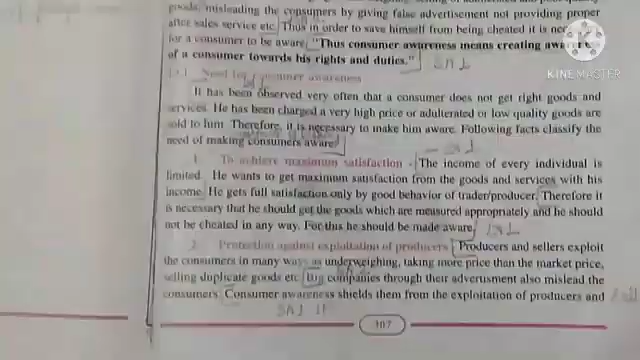 goods, misleading the consumers by giving false advertisement not providing proper
after sales service etc. Thus in order to save himself from being cheated it is
for a consumer to be aware. "Thus consumer awareness means creating
of a consumer towards his rights and duties."
KINEMASTER
Need for consumer awareness
It has been observed very often that a consumer does not get right goods and
services. He has been charged a very high price or adulterated or low quality goods are
sold to him. Therefore, it is necessary to make him aware. Following facts classify the
need of making consumers aware.
1. To achieve maximum satisfaction - The income of every individual is
limited. He wants to get maximum satisfaction from the goods and services with his
income. He gets full satisfaction only by good behavior of trader/producer. Therefore it
is necessary that he should get the goods which are measured appropriately and he should
not be cheated in any way. For this he should be made aware.
2. Protection against exploitation of producers Producers and sellers exploit
the consumers in many ways as underweighing, taking more price than the market price,
selling duplicate goods etc. Big companies through their advertisment also mislead the
consumers. Consumer awareness shields them from the exploitation of producers and
307